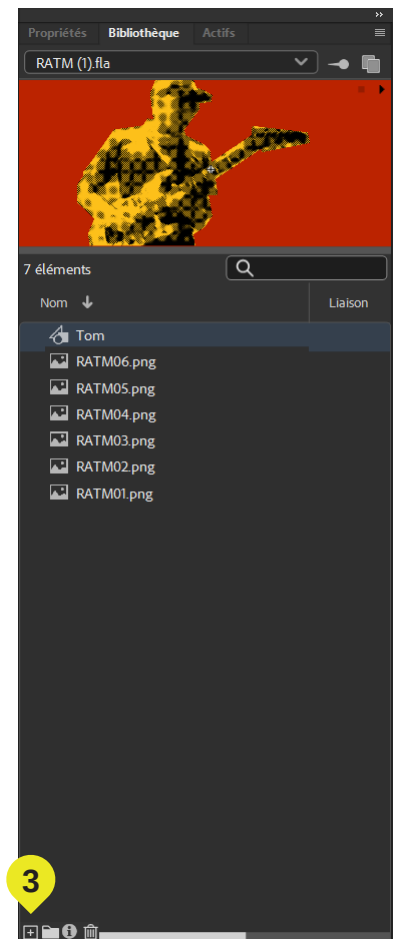 Propriétés Bibliothèque Actifs
RATM (1).fla
7 éléments
Nom Liaison
Tom
RATM06.png
RATM05.png
RATM04.png
RATM03.png
RATM02.png
RATM01.png
3